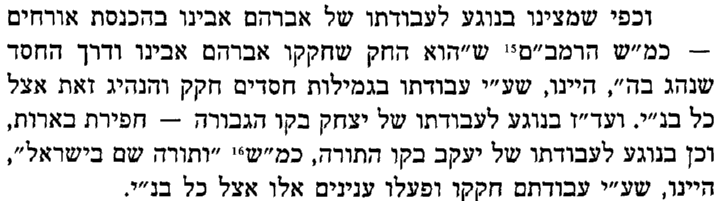 וכפי שמצינו בנוגע לעבודתו של אברהם אבינו בהכנסת אורחים
— כמ״ש הרמב״ם15 ש״הוא החק שחקקו אברהם אבינו ודרך החסד
שנהג בה״, היינו, שע״י עבודתו בגמילות חסדים חקק והנהיג זאת אצל
כל בנ״י. ועד״ז בנוגע לעבודתו של יצחק בקו הגבורה — חפירת בארות,
וכן בנוגע לעבודתו של יעקב בקו התורה, כמ״ש16 ״ותורה שם בישראל״,
היינו, שע״י עבודתם חקקו ופעלו ענינים אלו אצל כל בנ״י.